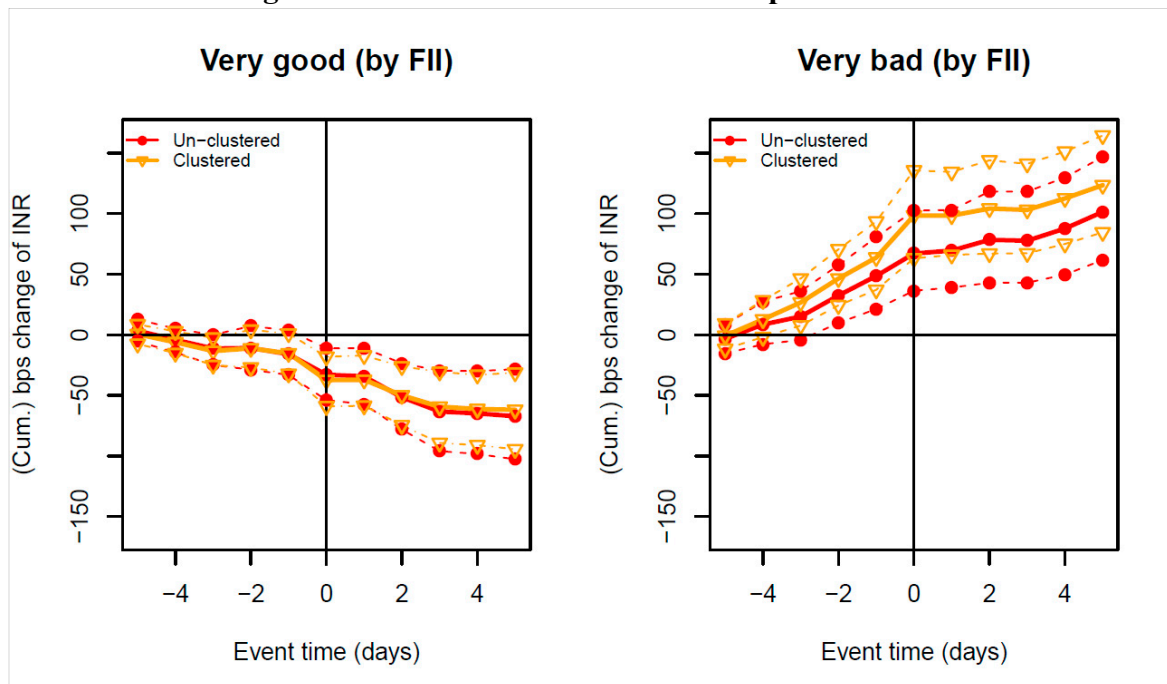 Very good (by FII)
Un-clustered
Clustered
(Cum.) bps change of INR
100
50
0
−50
−150
−4 −2 0 2 4
Event time (days)
Very bad (by FII)
Un-clustered
Clustered
(Cum.) bps change of INR
100
50
0
−50
−150
−4 −2 0 2 4
Event time (days)